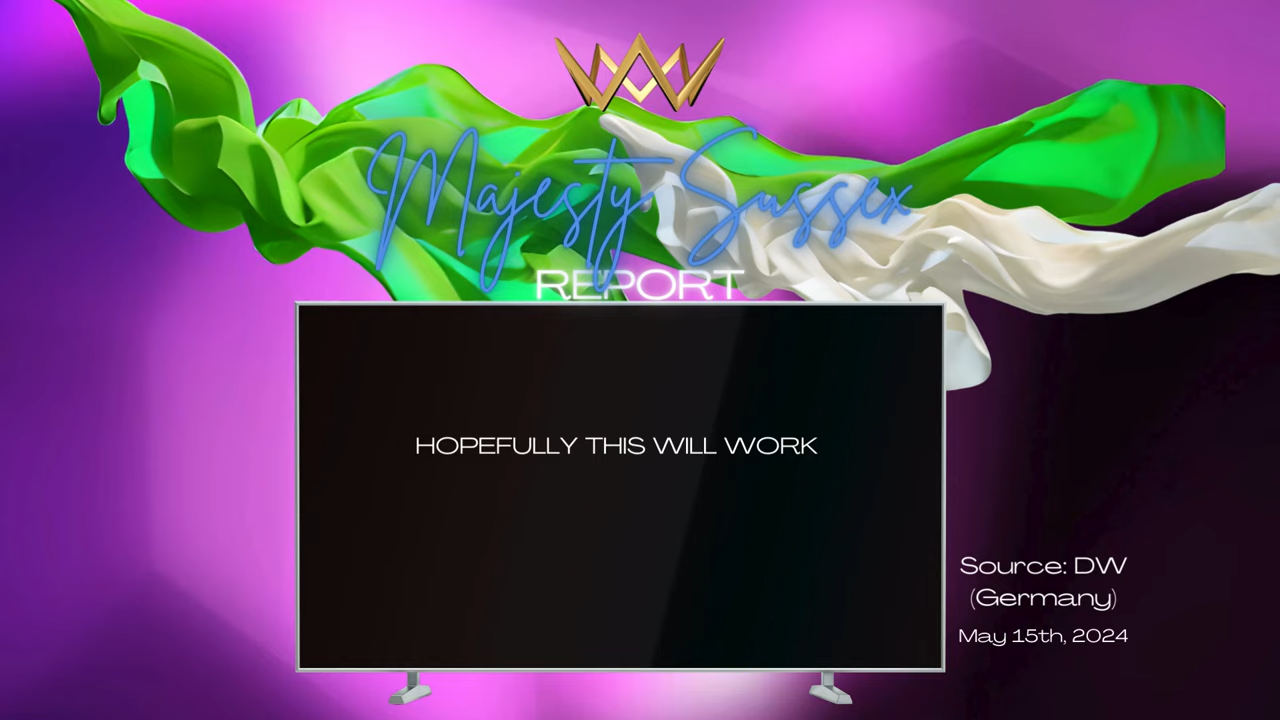 Majesty Sussex
REPORT
HOPEFULLY THIS WILL WORK
Source: DW
(Germany)
May 15th, 2024